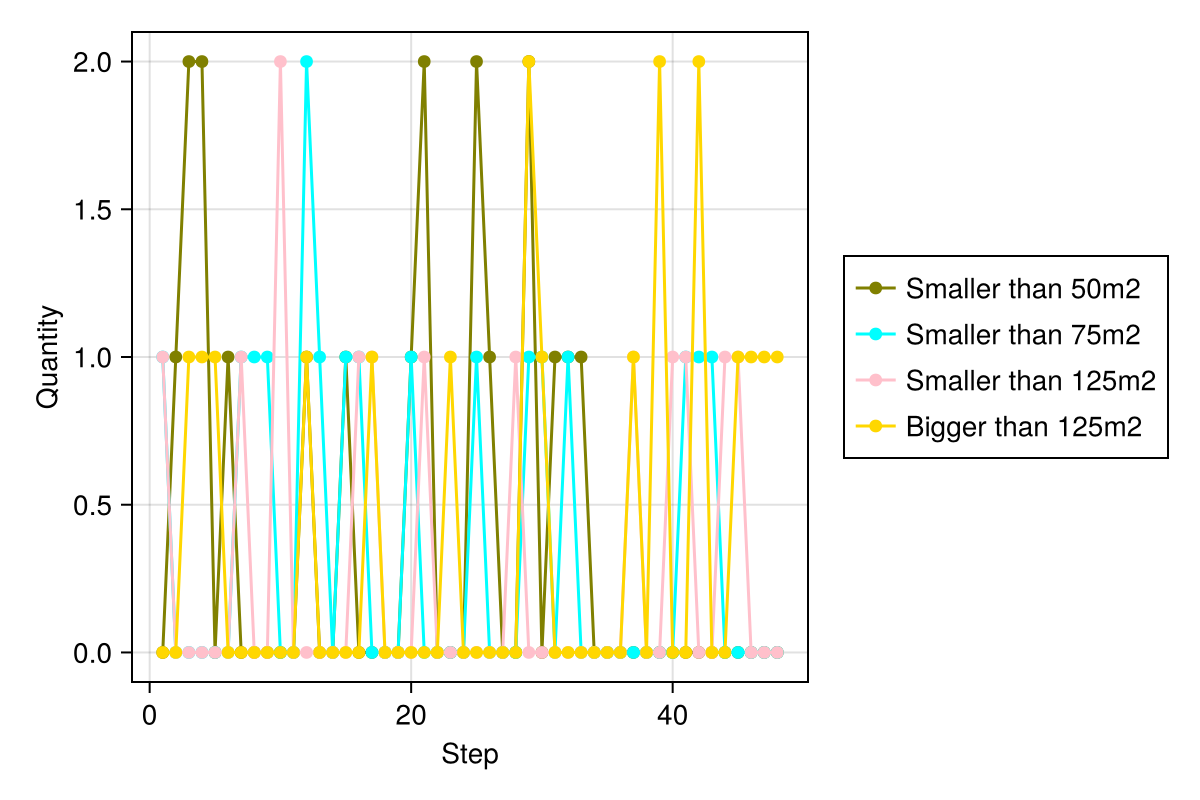 2.0
1.5
1.0
0.5
0.0
Quantity
0
20
40
Step
Smaller than 50m2
Smaller than 75m2
Smaller than 125m2
Bigger than 125m2